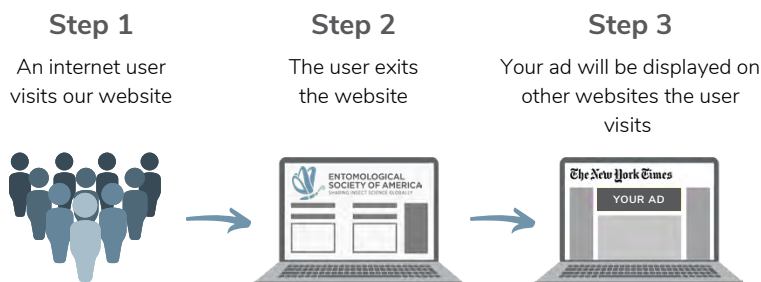 Step 1
An internet user
visits our website
Step 2
The user exits
the website
Step 3
Your ad will be displayed on
other websites the user
visits
ENTOMOLOGICAL
SOCIETY OF AMERICA
SHARING INSECT SCIENCE GLOBALLY
The New York Times
YOUR AD